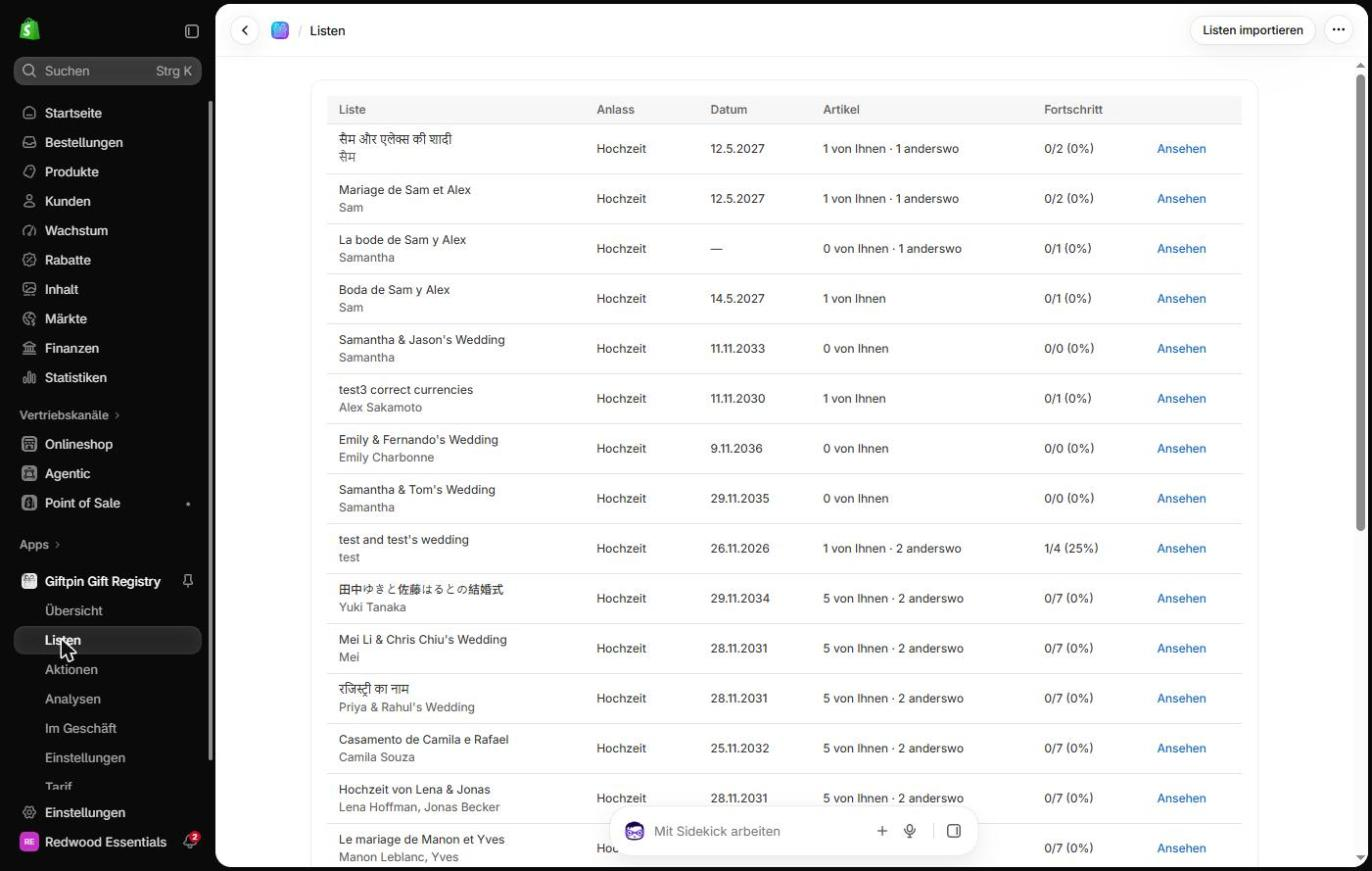 Suchen Strg K
Startseite
Bestellungen
Produkte
Kunden
Wachstum
Rabatte
Inhalt
Märkte
Finanzen
Statistiken
Vertriebskanäle
Onlineshop
Agentic
Point of Sale
Apps
Giftpin Gift Registry
Übersicht
Listen
Aktionen
Analysen
Im Geschäft
Einstellungen
Tarif
Einstellungen
RE Redwood Essentials 2
/ Listen
Listen importieren
Liste Anlass Datum Artikel Fortschritt
सैम और एलेक्स की शादी
सैम
Hochzeit 12.5.2027 1 von Ihnen · 1 anderswo 0/2 (0%) Ansehen
Mariage de Sam et Alex
Sam
Hochzeit 12.5.2027 1 von Ihnen · 1 anderswo 0/2 (0%) Ansehen
La bode de Sam y Alex
Samantha
Hochzeit — 0 von Ihnen · 1 anderswo 0/1 (0%) Ansehen
Boda de Sam y Alex
Sam
Hochzeit 14.5.2027 1 von Ihnen 0/1 (0%) Ansehen
Samantha & Jason's Wedding
Samantha
Hochzeit 11.11.2033 0 von Ihnen 0/0 (0%) Ansehen
test3 correct currencies
Alex Sakamoto
Hochzeit 11.11.2030 1 von Ihnen 0/1 (0%) Ansehen
Emily & Fernando's Wedding
Emily Charbonne
Hochzeit 9.11.2036 0 von Ihnen 0/0 (0%) Ansehen
Samantha & Tom's Wedding
Samantha
Hochzeit 29.11.2035 0 von Ihnen 0/0 (0%) Ansehen
test and test's wedding
test
Hochzeit 26.11.2026 1 von Ihnen · 2 anderswo 1/4 (25%) Ansehen
田中ゆきと佐藤はるとの結婚式
Yuki Tanaka
Hochzeit 29.11.2034 5 von Ihnen · 2 anderswo 0/7 (0%) Ansehen
Mei Li & Chris Chiu's Wedding
Mei
Hochzeit 28.11.2031 5 von Ihnen · 2 anderswo 0/7 (0%) Ansehen
रजिस्ट्री का नाम
Priya & Rahul's Wedding
Hochzeit 28.11.2031 5 von Ihnen · 2 anderswo 0/7 (0%) Ansehen
Casamento de Camila e Rafael
Camila Souza
Hochzeit 25.11.2032 5 von Ihnen · 2 anderswo 0/7 (0%) Ansehen
Hochzeit von Lena & Jonas
Lena Hoffman, Jonas Becker
Hochzeit 28.11.2031 5 von Ihnen · 2 anderswo 0/7 (0%) Ansehen
Le mariage de Manon et Yves
Manon Leblanc, Yves
0/7 (0%) Ansehen
Mit Sidekick arbeiten